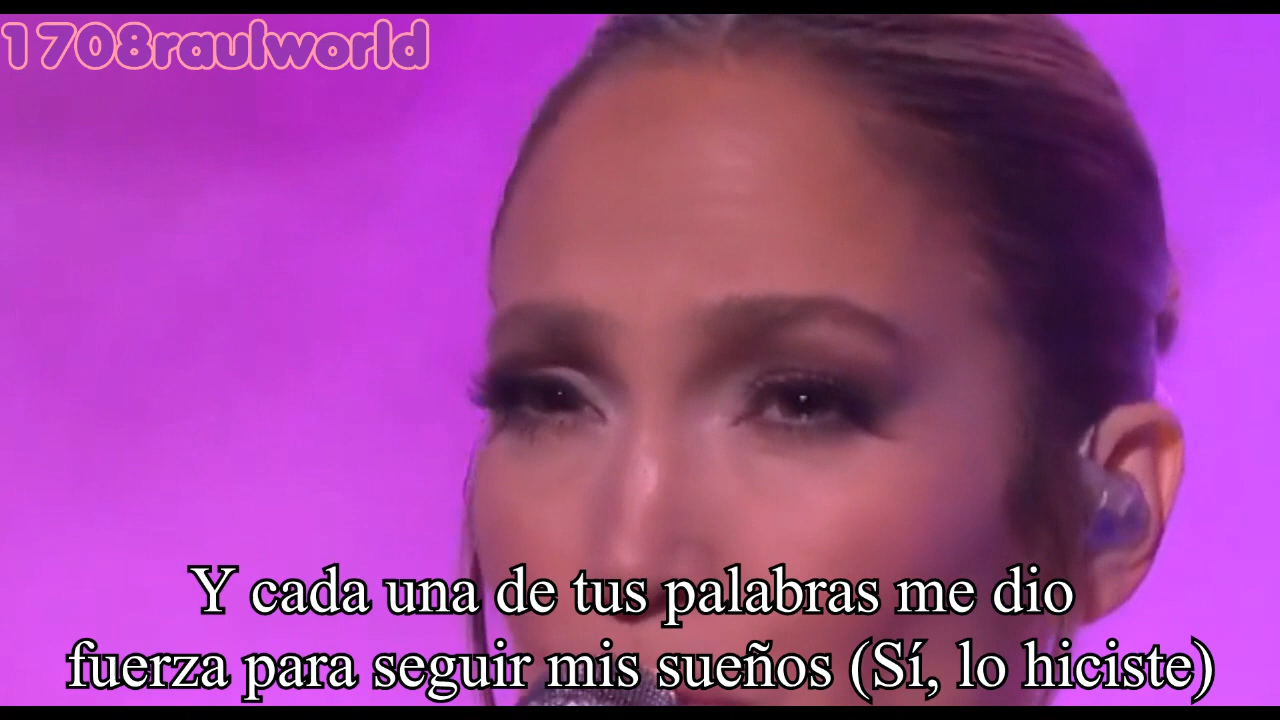 1708raulworld
Y cada una de tus palabras me dio
fuerza para seguir mis sueños (Sí, lo hiciste)